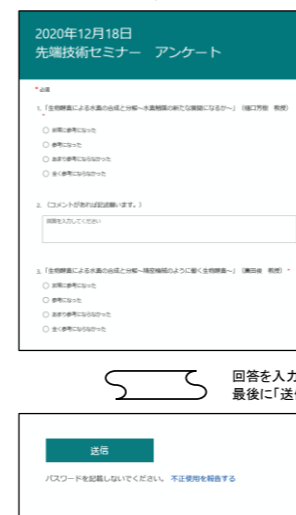 2020年12月18日
先端技術セミナー　アンケート
* 必須
1. 「生物酵素による水素の合成と分解～水素製造の新たな展開になるか～」（樋口芳樹　教授）
*
非常に参考になった
参考になった
あまり参考にならなかった
全く参考にならなかった
2. （コメントがあれば記述願います。）
回答を入力してください
3. 「生物酵素による水素の合成と分解～精密機械のように働く生物酵素～」（　教授） *
非常に参考になった
参考になった
あまり参考にならなかった
全く参考にならなかった
回答を入力
最後に「送信
送信
パスワードを記載しないでください。 不正使用を報告する